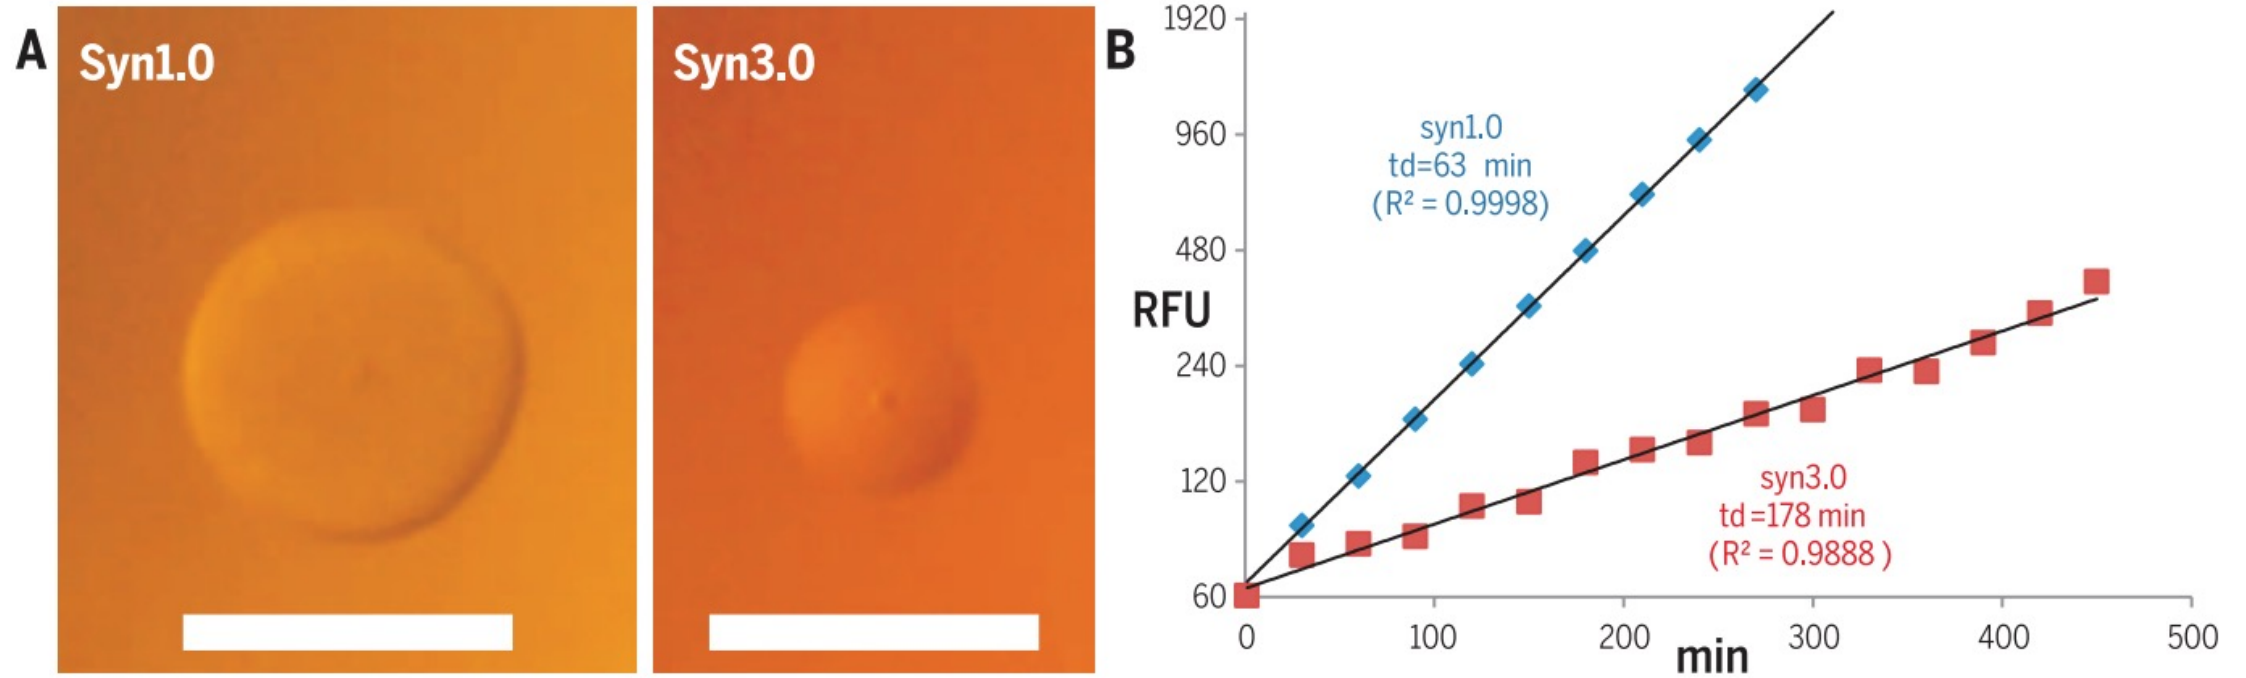 A
Syn1.0
Syn3.0
B
1920
960
480
RFU
240
120
60
syn1.0
td=63 min
(R² = 0.9998)
syn3.0
td=178 min
(R² = 0.9888 )
0
100
200
300
400
500
min